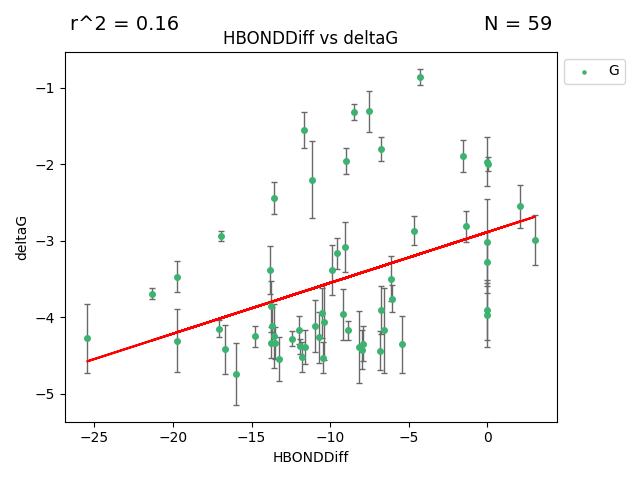 r^2 = 0.16
N = 59
HBONDDiff vs deltaG
G
−1
−2
−3
−4
−5
deltaG
−25
−20
−15
−10
−5
0
HBONDDiff